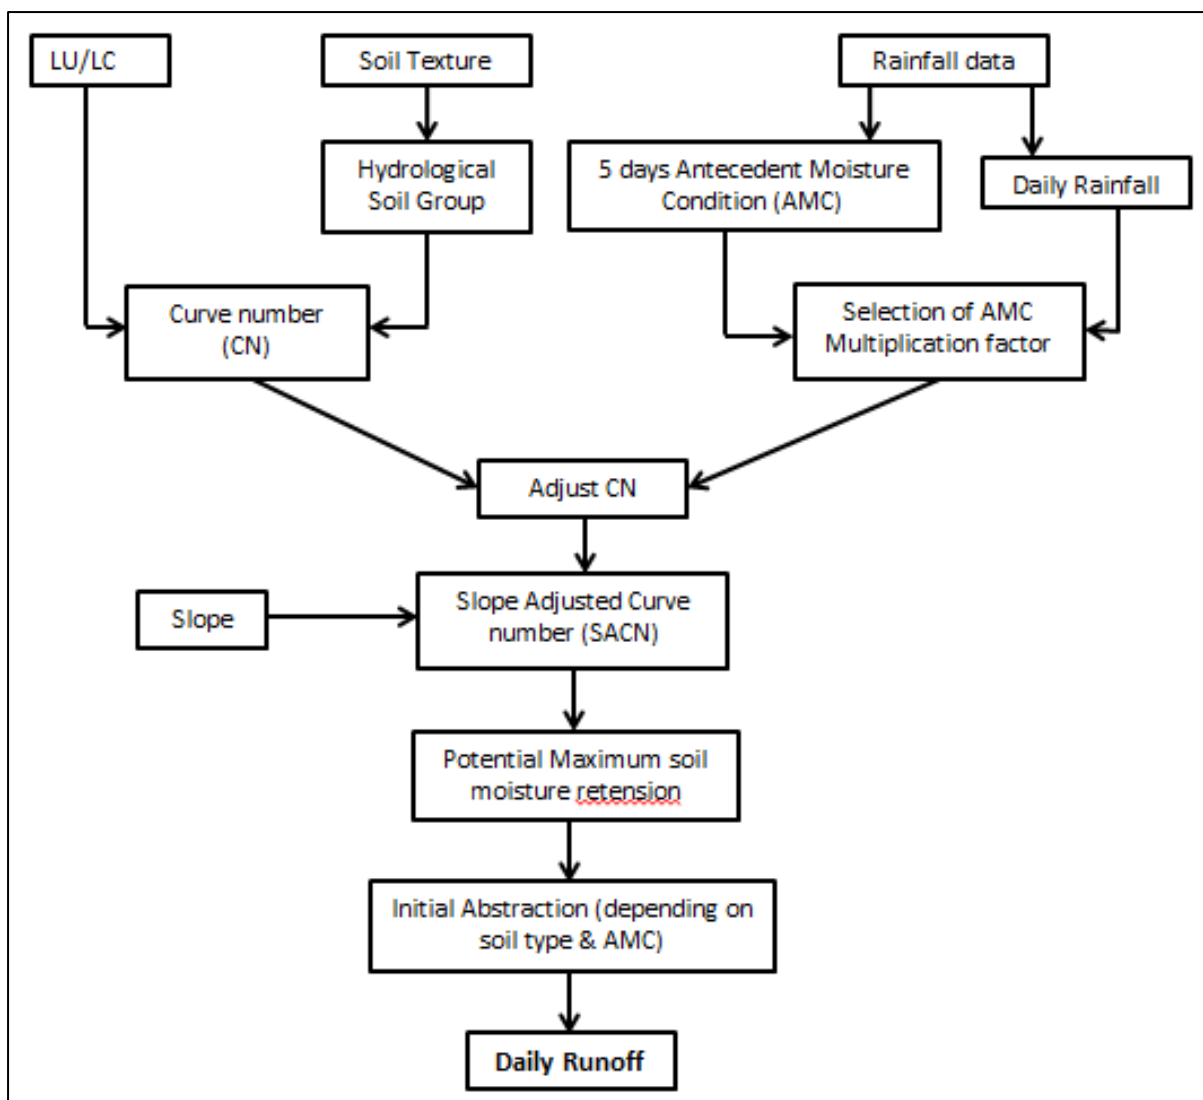 LU/LC
Soil Texture
Rainfall data
Hydrological
Soil Group
5 days Antecedent Moisture
Condition (AMC)
Daily Rainfall
Curve number
(CN)
Selection of AMC
Multiplication factor
Adjust CN
Slope
Slope Adjusted Curve
number (SACN)
Potential Maximum soil
moisture retension
Initial Abstraction (depending on
soil type & AMC)
Daily Runoff